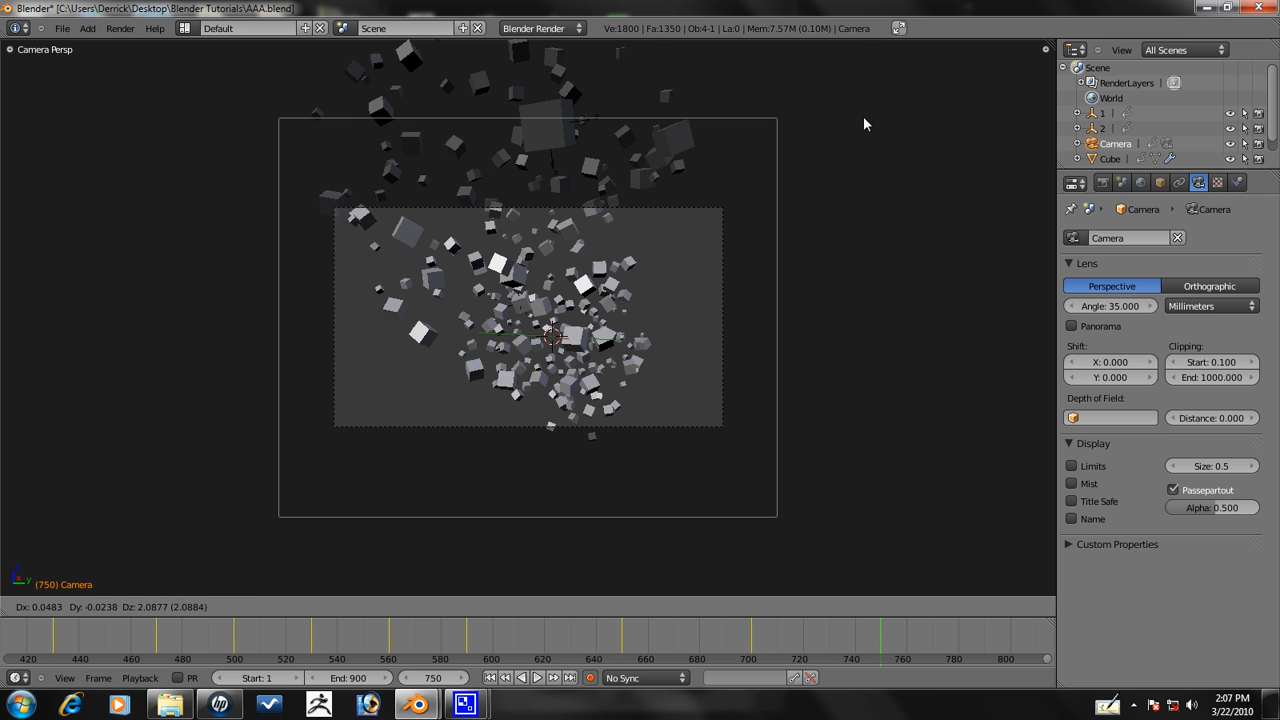 Blender* [C:\Users\Derrick\Desktop\Blender Tutorials\AAA.blend]
File Add Render Help Default Scene Blender Render Ve:1800 | Fa:1350 | Ob:4-1 | La:0 | Mem:7.57M (0.10M) | Camera
Camera Persp
View All Scenes
Scene
RenderLayers
World
1
2
Camera
Cube
Camera Camera
Camera
Lens
Perspective Orthographic
Angle: 35.000 Millimeters
Panorama
Shift: Clipping:
X: 0.000 Start: 0.100
Y: 0.000 End: 1000.000
Depth of Field:
Distance: 0.000
Display
Limits Size: 0.5
Mist Passepartout
Title Safe Alpha: 0.500
Name
Custom Properties
z
y
(750) Camera
Dx: 0.0483 Dy: -0.0238 Dz: 2.0877 (2.0884)
420 440 460 480 500 520 540 560 580 600 620 640 660 680 700 720 740 760 780 800
View Frame Playback PR Start: 1 End: 900 750 No Sync
hp
2:07 PM
3/22/2010